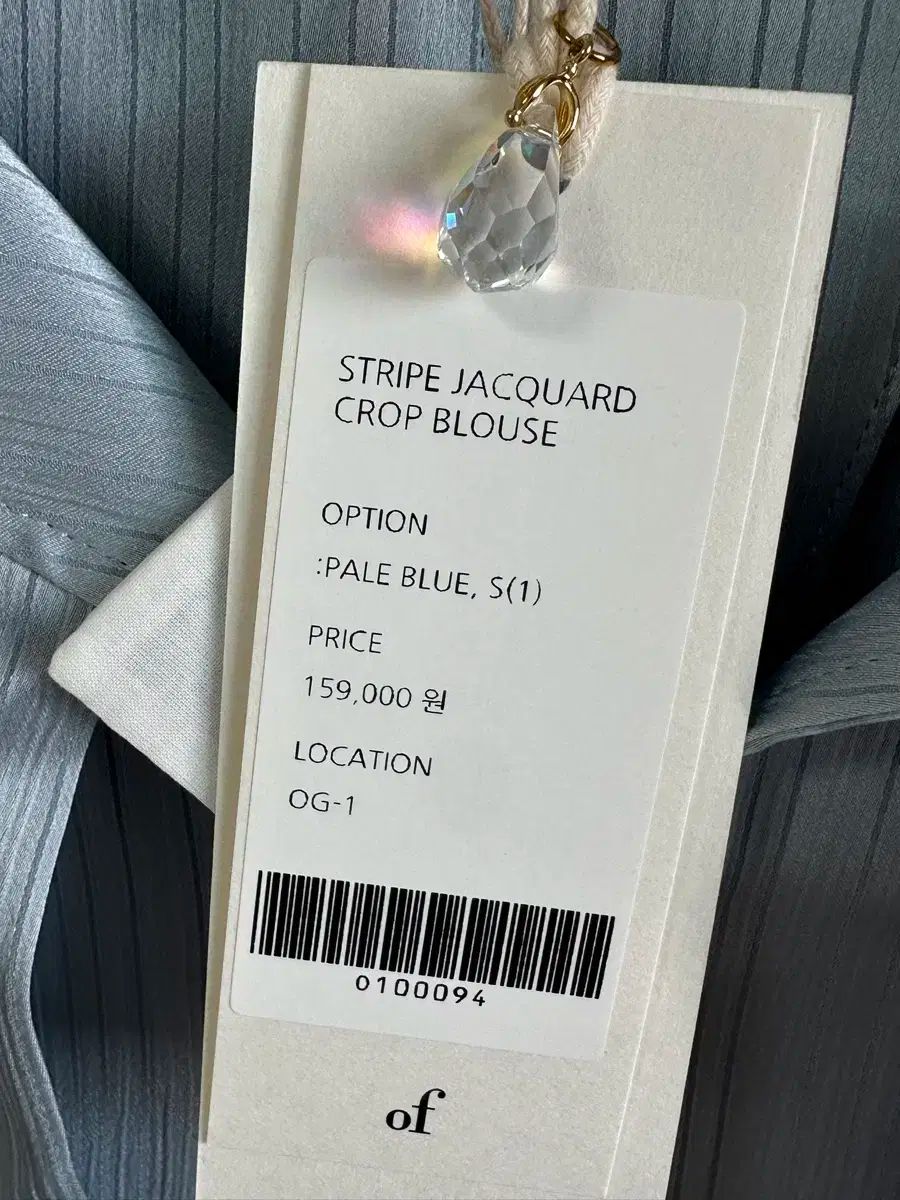 STRIPE JACQUARD
CROP BLOUSE
OPTION
:PALE BLUE, S(1)
PRICE
159,000 원
LOCATION
OG-1
0100094
of